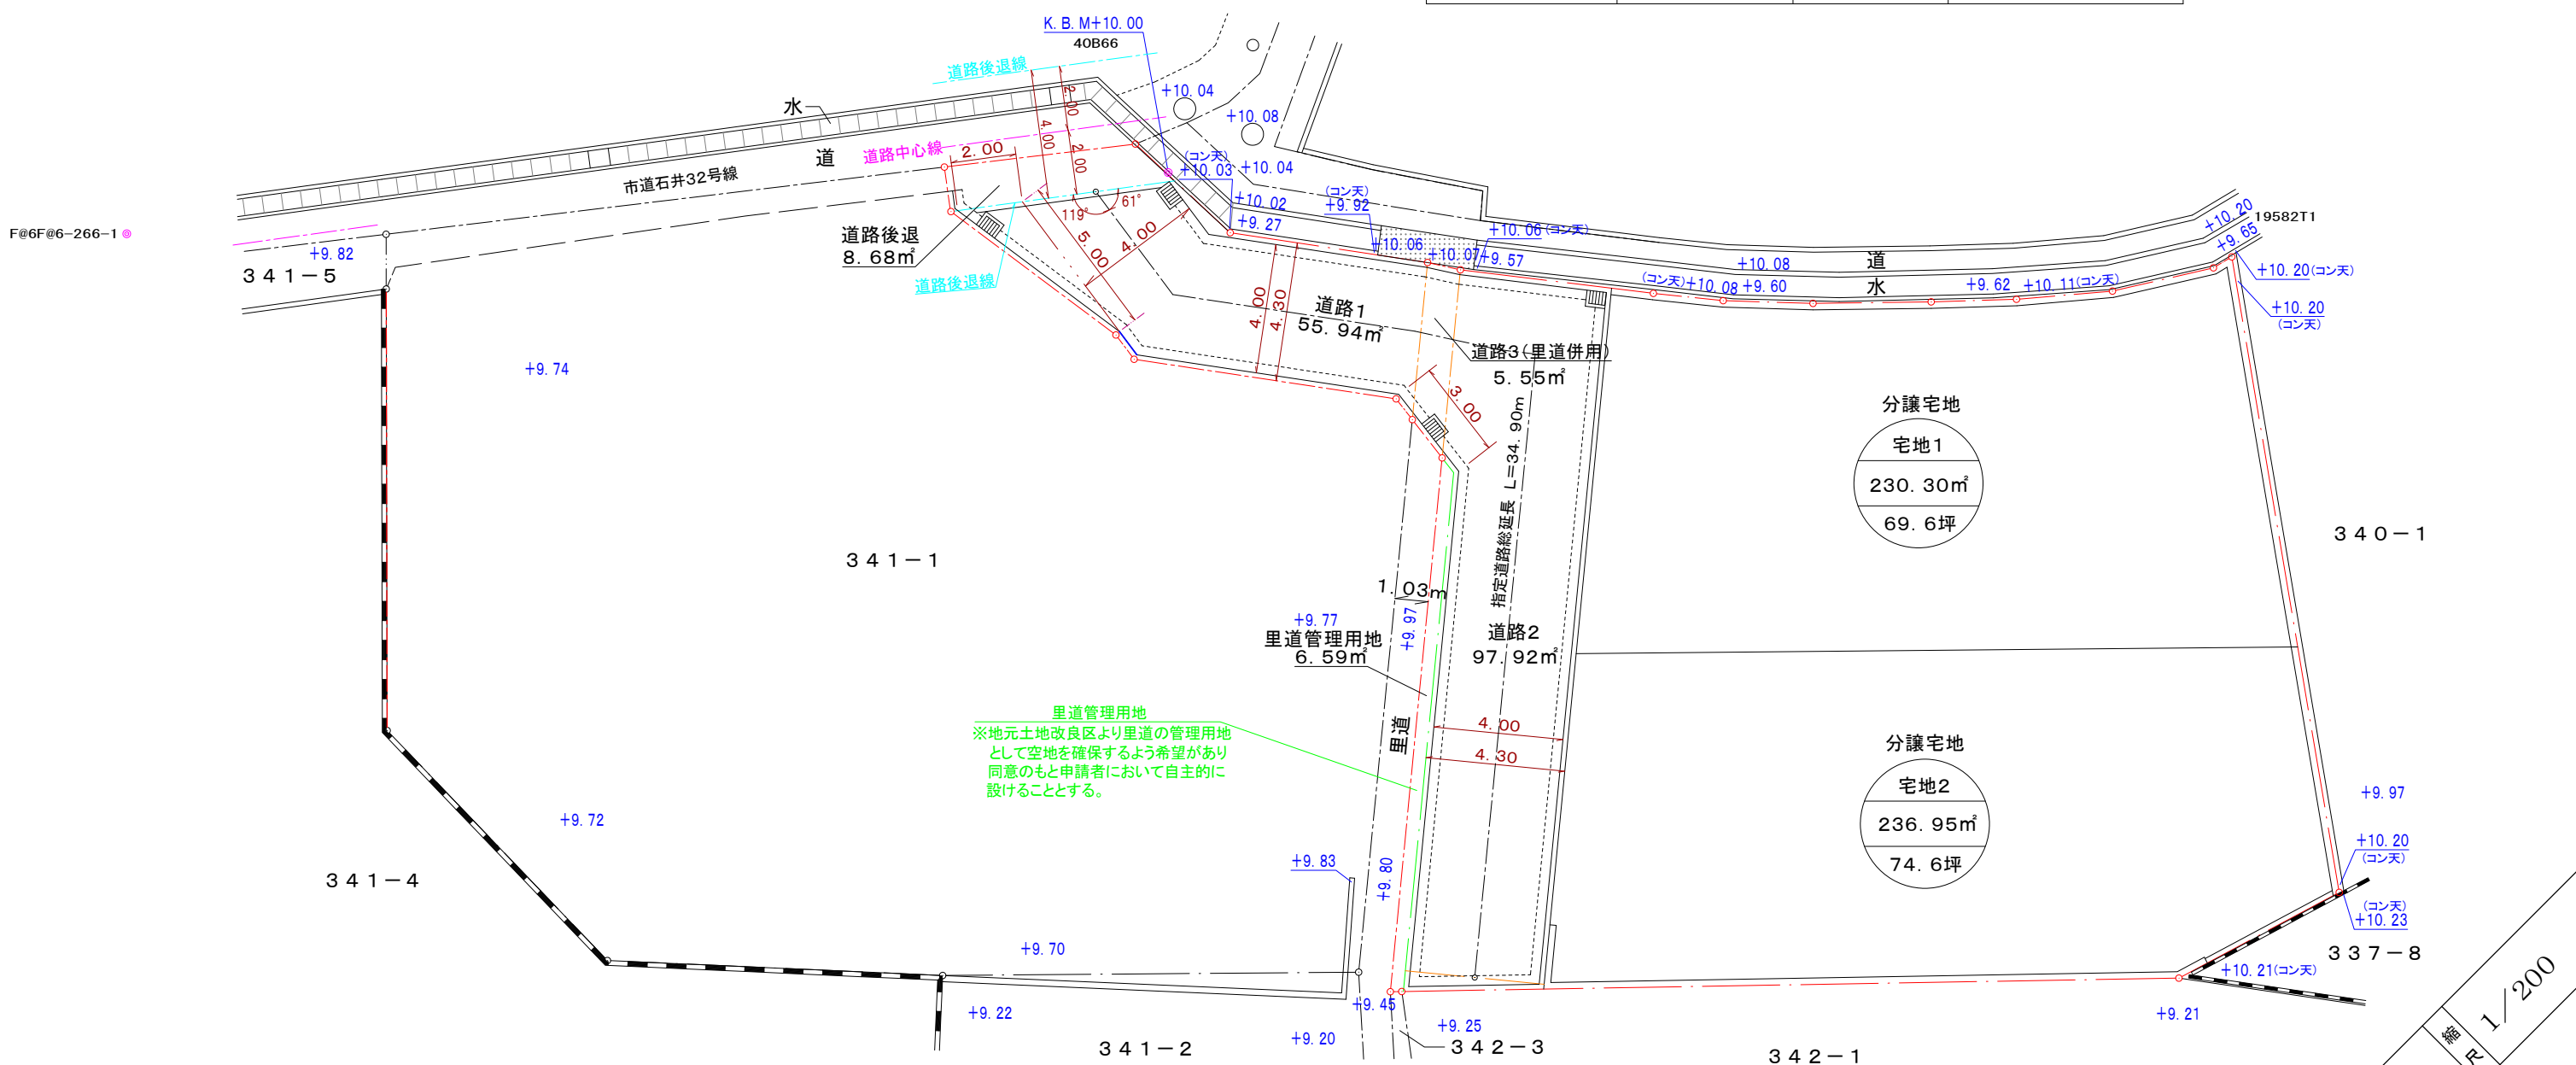 K.B.M+10.00
40B66
道路後退線
水
+10.04
+10.08
2.00
4.00
2.00
道路中心線
2.00
道
市道石井32号線
(コン天)
+10.03
+10.04
+10.02
+9.27
(コン天)
+9.92
119°
61°
F@6F@6-266-1
+9.82
341-5
道路後退
8.68㎡
道路後退線
5.00
4.00
+10.06
+10.07
+9.57
+10.06(コン天)
+10.08
道
水
(コン天)+10.08
+9.60
+9.62
+10.11(コン天)
+10.20
19582T1
+9.65
+10.20(コン天)
+10.20
(コン天)
4.00
4.30
道路1
55.94㎡
道路3(里道併用)
5.55㎡
3.00
指定道路総延長 L=34.90m
+9.74
分譲宅地
宅地1
230.30㎡
69.6坪
340-1
341-1
1.03m
+9.77
+9.97
里道管理用地
6.59㎡
道路2
97.92㎡
里道管理用地
※地元土地改良区より里道の管理用地
として空地を確保するよう希望があり
同意のもと申請者において自主的に
設けることとする。
里道
4.00
4.30
分譲宅地
宅地2
236.95㎡
74.6坪
+9.97
+10.20
(コン天)
(コン天)
+10.23
337-8
+10.21(コン天)
+9.72
341-4
+9.83
+9.80
+9.70
+9.22
+9.45
+9.20
+9.25
+9.21
341-2
342-3
342-1
縮尺
1/200